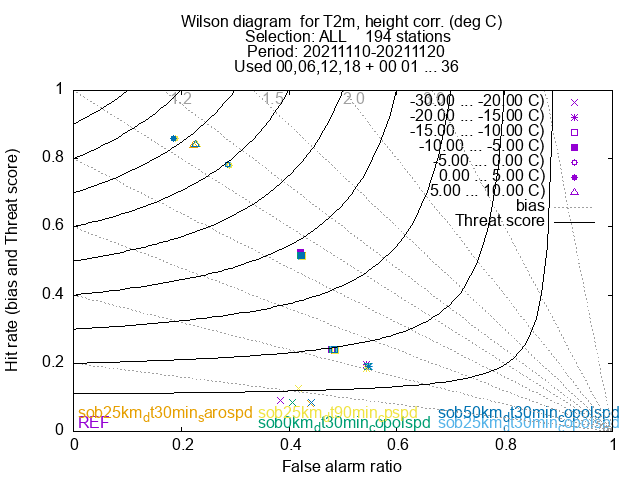 Wilson diagram for T2m, height corr. (deg C)
Selection: ALL 194 stations
Period: 20211110-20211120
Used 00,06,12,18 + 00 01 ... 36
1.2
1.5
2.0
-30.00 ... -20.00 C)
-20.00 ... -15.00 C)
-15.00 ... -10.00 C)
-10.00 ... -5.00 C)
-5.00 ... 0.00 C)
0.00 ... 5.00 C)
5.00 ... 10.00 C)
bias
Threat score
Hit rate (bias and Threat score)
1
0.8
0.6
0.4
0.2
0
0
0.2
0.4
0.6
0.8
1
sob25km_dt30min_sarospd
sob50km_dt30min_copolspd
REF
sob0km_dt30min_copolspd
sob25km_dt30min_copolspd
False alarm ratio